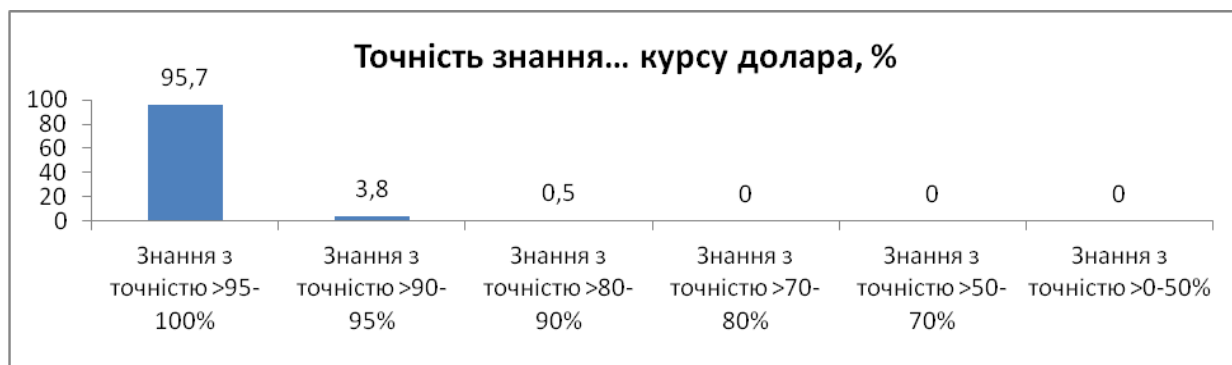 Точність знання... курсу долара, %
95,7
100
80
60
40
20
0
3,8
0,5
0
0
0
Знання з
точністю >95-
100%
Знання з
точністю >90-
95%
Знання з
точністю >80-
90%
Знання з
точністю >70-
80%
Знання з
точністю >50-
70%
Знання з
точністю >0-50%